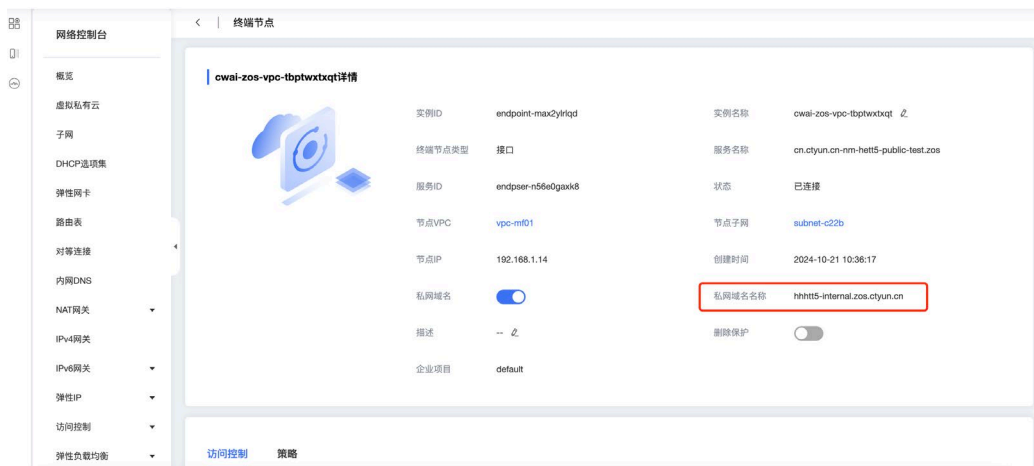 终端节点
网络控制台
概览
虚拟私有云
子网
DHCP选项集
弹性网卡
路由表
对等连接
内网DNS
NAT网关
IPv4网关
IPv6网关
弹性IP
访问控制
弹性负载均衡
cwai-zos-vpc-tbptwxtxqt详情
实例ID endpoint-max2ylrlqd 实例名称 cwai-zos-vpc-tbptwxtxqt
终端节点类型 接口 服务名称 cn.ctyun.cn-nm-hett5-public-test.zos
服务ID endpser-n56e0gaxk8 状态 已连接
节点VPC vpc-mf01 节点子网 subnet-c22b
节点IP 192.168.1.14 创建时间 2024-10-21 10:36:17
私网域名 私网域名名称 hhhtt5-internal.zos.ctyun.cn
描述 -- 删除保护
企业项目 default
访问控制 策略